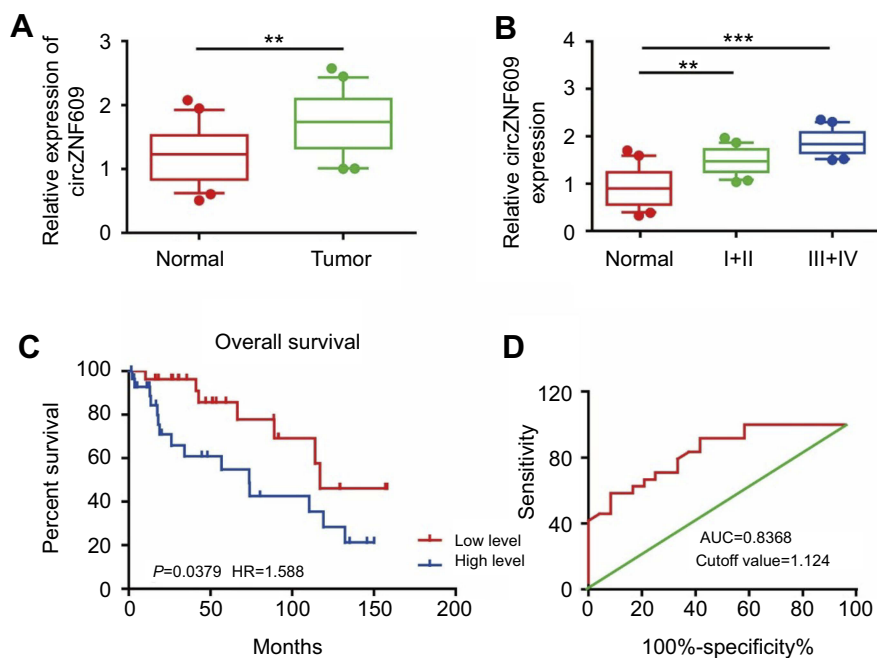 A
Relative expression of
circZNF609
3
2
1
0
**
Normal
Tumor
B
Relative circZNF609
expression
4
3
2
1
0
***
**
Normal
I+II
III+IV
C
Overall survival
Percent survival
100
80
60
40
20
0
P=0.0379 HR=1.588
Low level
High level
0
50
100
150
200
Months
D
Sensitivity
120
80
40
0
AUC=0.8368
Cutoff value=1.124
0
20
40
60
80
100
100%-specificity%